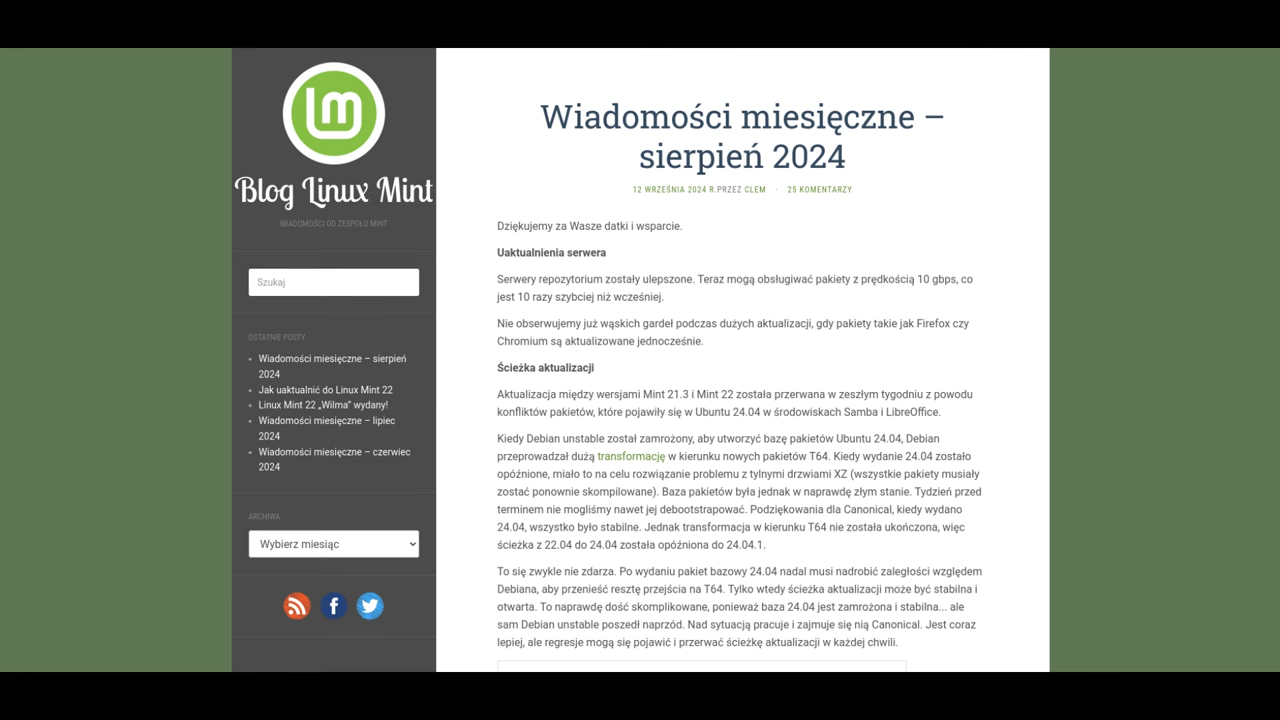 Blog Linux Mint
WIADOMOŚCI OD ZESPOŁU MINT
Szukaj
OSTATNIE POSTY
Wiadomości miesięczne – sierpień
2024
Jak uaktualnić do Linux Mint 22
Linux Mint 22 „Wilma” wydany!
Wiadomości miesięczne – lipiec
2024
Wiadomości miesięczne – czerwiec
2024
ARCHIWA
Wybierz miesiąc
Wiadomości miesięczne –
sierpień 2024
12 WRZEŚNIA 2024 R.PRZEZ CLEM · 25 KOMENTARZY
Dziękujemy za Wasze datki i wsparcie.
Uaktualnienia serwera
Serwery repozytorium zostały ulepszone. Teraz mogą obsługiwać pakiety z prędkością 10 gbps, co
jest 10 razy szybciej niż wcześniej.
Nie obserwujemy już wąskich gardeł podczas dużych aktualizacji, gdy pakiety takie jak Firefox czy
Chromium są aktualizowane jednocześnie.
Ścieżka aktualizacji
Aktualizacja między wersjami Mint 21.3 i Mint 22 została przerwana w zeszłym tygodniu z powodu
konfliktów pakietów, które pojawiły się w Ubuntu 24.04 w środowiskach Samba i LibreOffice.
Kiedy Debian unstable został zamrożony, aby utworzyć bazę pakietów Ubuntu 24.04, Debian
przeprowadzał dużą transformację w kierunku nowych pakietów T64. Kiedy wydanie 24.04 zostało
opóźnione, miało to na celu rozwiązanie problemu z tylnymi drzwiami XZ (wszystkie pakiety musiały
zostać ponownie skompilowane). Baza pakietów była jednak w naprawdę złym stanie. Tydzień przed
terminem nie mogliśmy nawet jej debootstrapować. Podziękowania dla Canonical, kiedy wydano
24.04, wszystko było stabilne. Jednak transformacja w kierunku T64 nie została ukończona, więc
ścieżka z 22.04 do 24.04 została opóźniona do 24.04.1.
To się zwykle nie zdarza. Po wydaniu pakiet bazowy 24.04 nadal musi nadrobić zaległości względem
Debiana, aby przenieść resztę przejścia na T64. Tylko wtedy ścieżka aktualizacji może być stabilna i
otwarta. To naprawdę dość skomplikowane, ponieważ baza 24.04 jest zamrożona i stabilna... ale
sam Debian unstable poszedł naprzód. Nad sytuacją pracuje i zajmuje się nią Canonical. Jest coraz
lepiej, ale regresje mogą się pojawić i przerwać ścieżkę aktualizacji w każdej chwili.